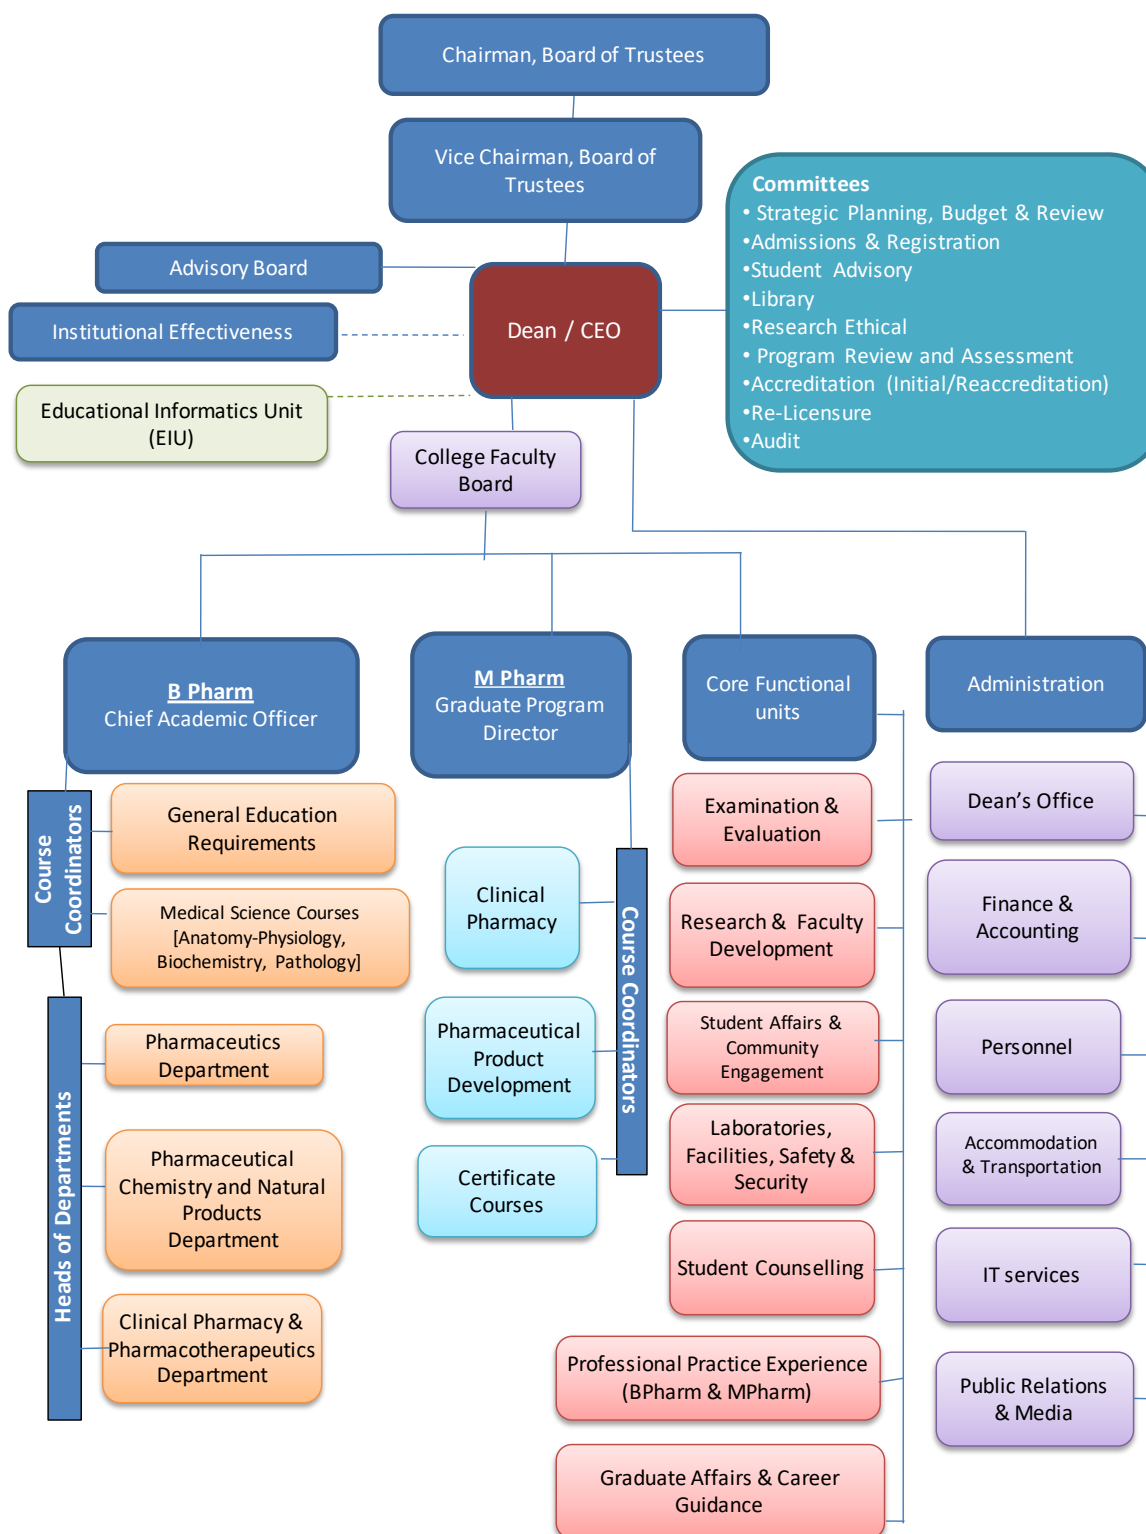 Chairman, Board of Trustees
Vice Chairman, Board of
Trustees
Committees
• Strategic Planning, Budget & Review
•Admissions & Registration
•Student Advisory
•Library
•Research Ethical
• Program Review and Assessment
•Accreditation (Initial/Reaccreditation)
•Re-Licensure
•Audit
Advisory Board
Institutional Effectiveness
Dean / CEO
Educational Informatics Unit
(EIU)
College Faculty
Board
B Pharm
Chief Academic Officer
M Pharm
Graduate Program
Director
Core Functional
units
Administration
Course
Coordinators
General Education
Requirements
Medical Science Courses
[Anatomy-Physiology,
Biochemistry, Pathology]
Heads of Departments
Pharmaceutics
Department
Pharmaceutical
Chemistry and Natural
Products
Department
Clinical Pharmacy &
Pharmacotherapeutics
Department
Course Coordinators
Clinical
Pharmacy
Pharmaceutical
Product
Development
Certificate
Courses
Examination &
Evaluation
Research & Faculty
Development
Student Affairs &
Community
Engagement
Laboratories,
Facilities, Safety &
Security
Student Counselling
Professional Practice Experience
(BPharm & MPharm)
Graduate Affairs & Career
Guidance
Dean's Office
Finance &
Accounting
Personnel
Accommodation
& Transportation
IT services
Public Relations
& Media